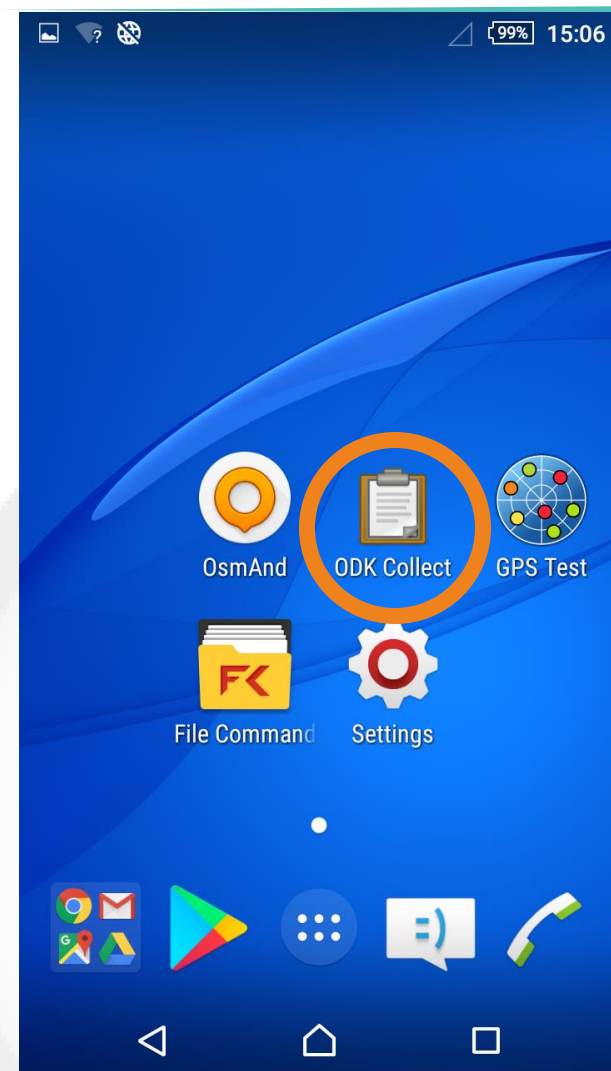 ? 99% 15:06
OsmAnd ODK Collect GPS Test
FK
File Command Settings
G
=)